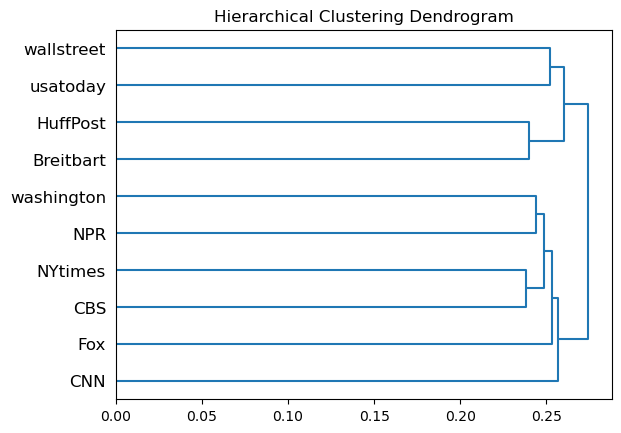 Hierarchical Clustering Dendrogram
wallstreet
usatoday
HuffPost
Breitbart
washington
NPR
NYtimes
CBS
Fox
CNN
0.00 0.05 0.10 0.15 0.20 0.25